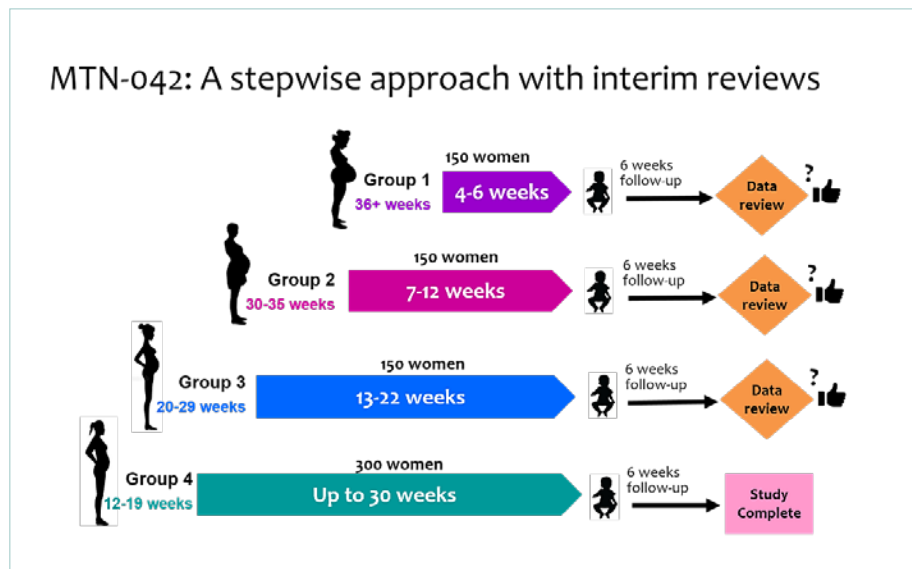 MTN-042: A stepwise approach with interim reviews
150 women
Group 1
36+ weeks
4-6 weeks
6 weeks
follow-up
Data
review
?
150 women
Group 2
30-35 weeks
7-12 weeks
6 weeks
follow-up
Data
review
?
150 women
Group 3
20-29 weeks
13-22 weeks
6 weeks
follow-up
Data
review
?
300 women
Group 4
12-19 weeks
Up to 30 weeks
6 weeks
follow-up
Study
Complete